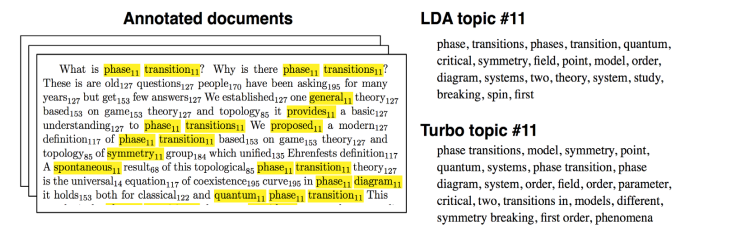 Annotated documents
What is phase11 transition11? Why is there phase11 transitions11?
These is are old127 questions127 people170 have been asking195 for many
years127 but get153 few answers127 We established127 one general11 theory127
based153 on game153 theory127 and topology85 it provides11 a basic127
understanding127 to phase11 transitions11 We proposed11 a modern127
definition117 of phase11 transition11 based153 on game153 theory127 and
topology85 of symmetry11 group184 which unified135 Ehrenfests definition117
A spontaneous11 result68 of this topological85 phase11 transition11 theory127
is the universal14 equation117 of coexistence195 curve195 in phase11 diagram11
it holds153 both for classical122 and quantum11 phase11 transition11 This
LDA topic #11
phase, transitions, phases, transition, quantum,
critical, symmetry, field, point, model, order,
diagram, systems, two, theory, system, study,
breaking, spin, first
Turbo topic #11
phase transitions, model, symmetry, point,
quantum, systems, phase transition, phase
diagram, system, order, field, order, parameter,
critical, two, transitions in, models, different,
symmetry breaking, first order, phenomena